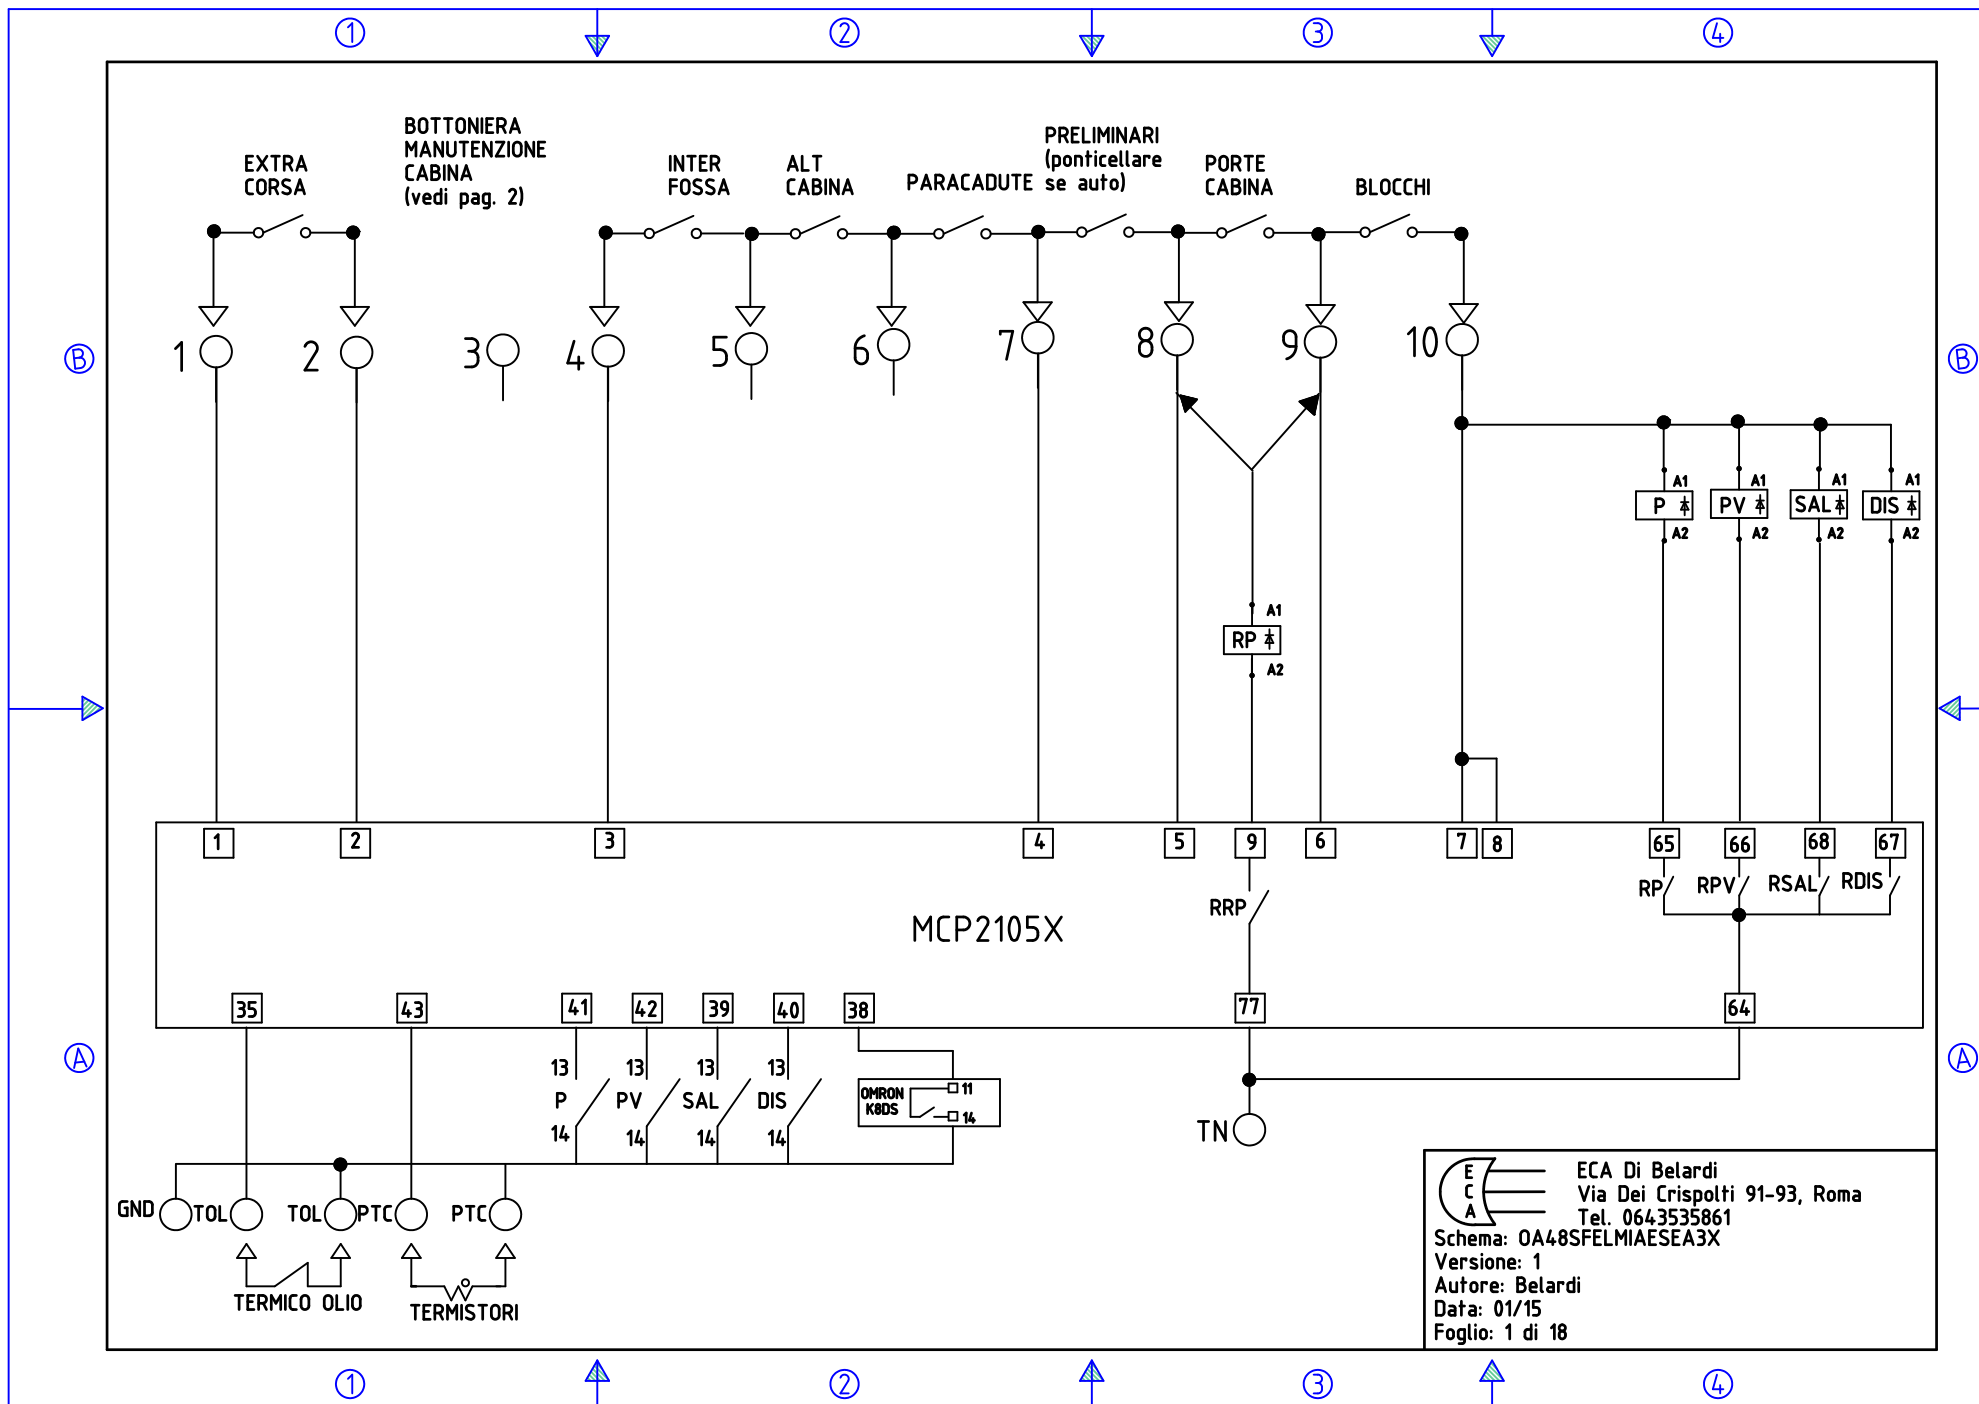 1
2
3
4
BOTTONIERA
MANUTENZIONE
CABINA
(vedi pag. 2)
EXTRA
CORSA
INTER
FOSSA
ALT
CABINA
PARACADUTE
PRELIMINARI
(ponticellare
se auto)
PORTE
CABINA
BLOCCHI
1
2
3
4
5
6
7
8
9
10
B
B
A1
P
A2
A1
PV
A2
A1
SAL
A2
A1
DIS
A2
A1
RP
A2
1
2
3
4
5
9
6
7
8
65
66
68
67
RP
RPV
RSAL
RDIS
RRP
MCP2105X
35
43
41
42
39
40
38
77
64
A
A
13
P
14
13
PV
14
13
SAL
14
13
DIS
14
OMRON
K8DS
11
14
TN
GND
TOL
TOL
PTC
PTC
TERMICO OLIO
TERMISTORI
E
C
A
ECA Di Belardi
Via Dei Crispolti 91-93, Roma
Tel. 0643535861
Schema: OA48SFELMIAESEA3X
Versione: 1
Autore: Belardi
Data: 01/15
Foglio: 1 di 18
1
2
3
4